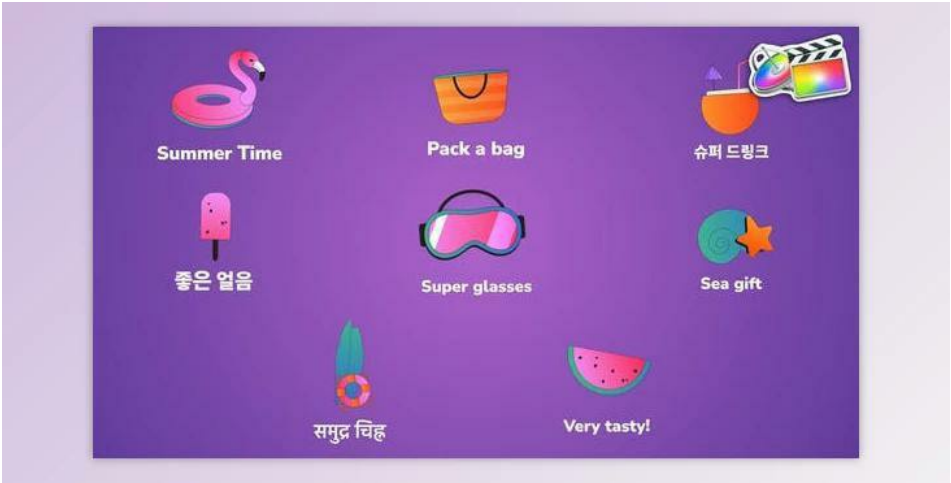 Summer Time
Pack a bag
슈퍼 드링크
좋은 얼음
Super glasses
Sea gift
समुद्र चिह्न
Very tasty!